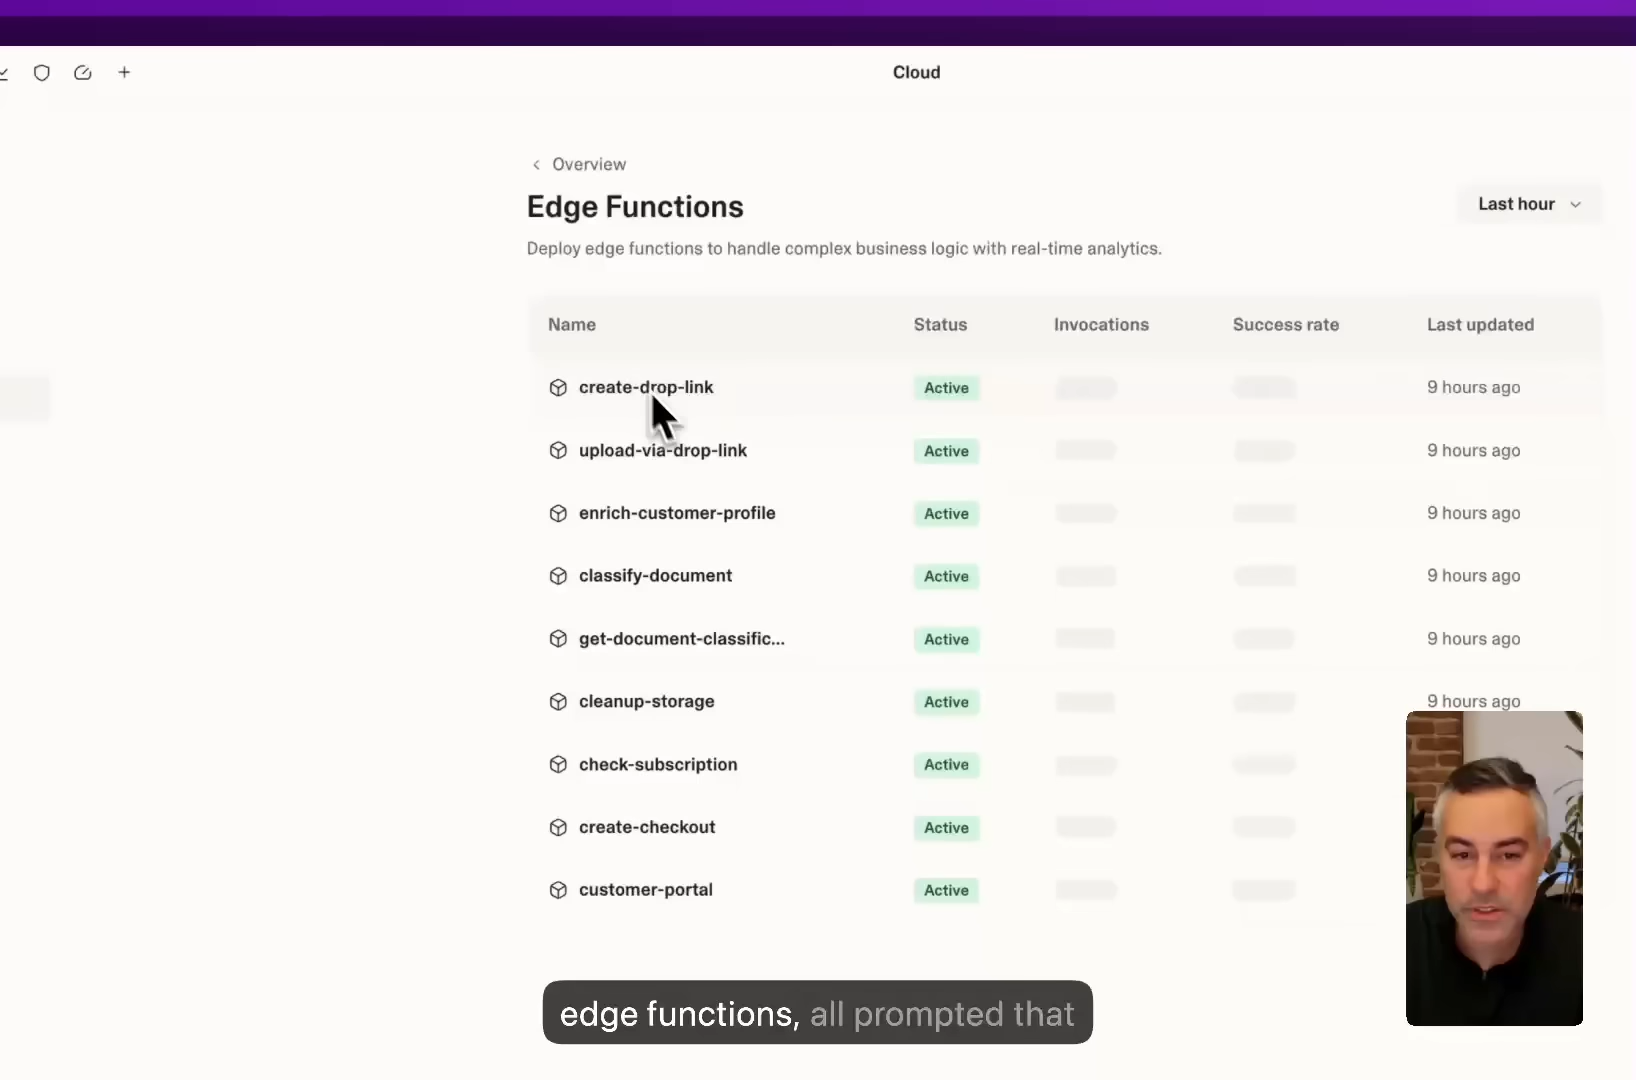 Cloud
Overview
Edge Functions
Last hour
Deploy edge functions to handle complex business logic with real-time analytics.
Name Status Invocations Success rate Last updated
create-drop-link Active 9 hours ago
upload-via-drop-link Active 9 hours ago
enrich-customer-profile Active 9 hours ago
classify-document Active 9 hours ago
get-document-classific... Active 9 hours ago
cleanup-storage Active 9 hours ago
check-subscription Active
create-checkout Active
customer-portal Active
edge functions, all prompted that